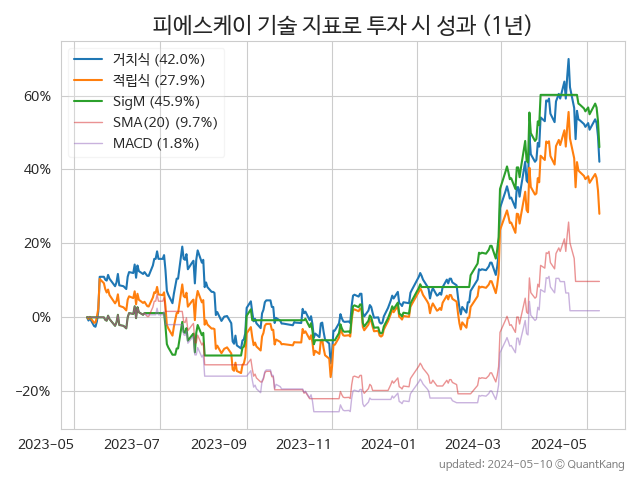 피에스케이 기술 지표로 투자 시 성과 (1년)
거치식 (42.0%)
적립식 (27.9%)
SigM (45.9%)
SMA(20) (9.7%)
MACD (1.8%)
60%
40%
20%
0%
−20%
2023-05 2023-07 2023-09 2023-11 2024-01 2024-03 2024-05
updated: 2024-05-10 © QuantKang